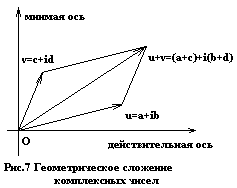 мнимая ось
v=c+id
u+v=(a+c)+i(b+d)
u=a+ib
O
действительная ось
Рис.7 Геометрическое сложение
комплексных чисел